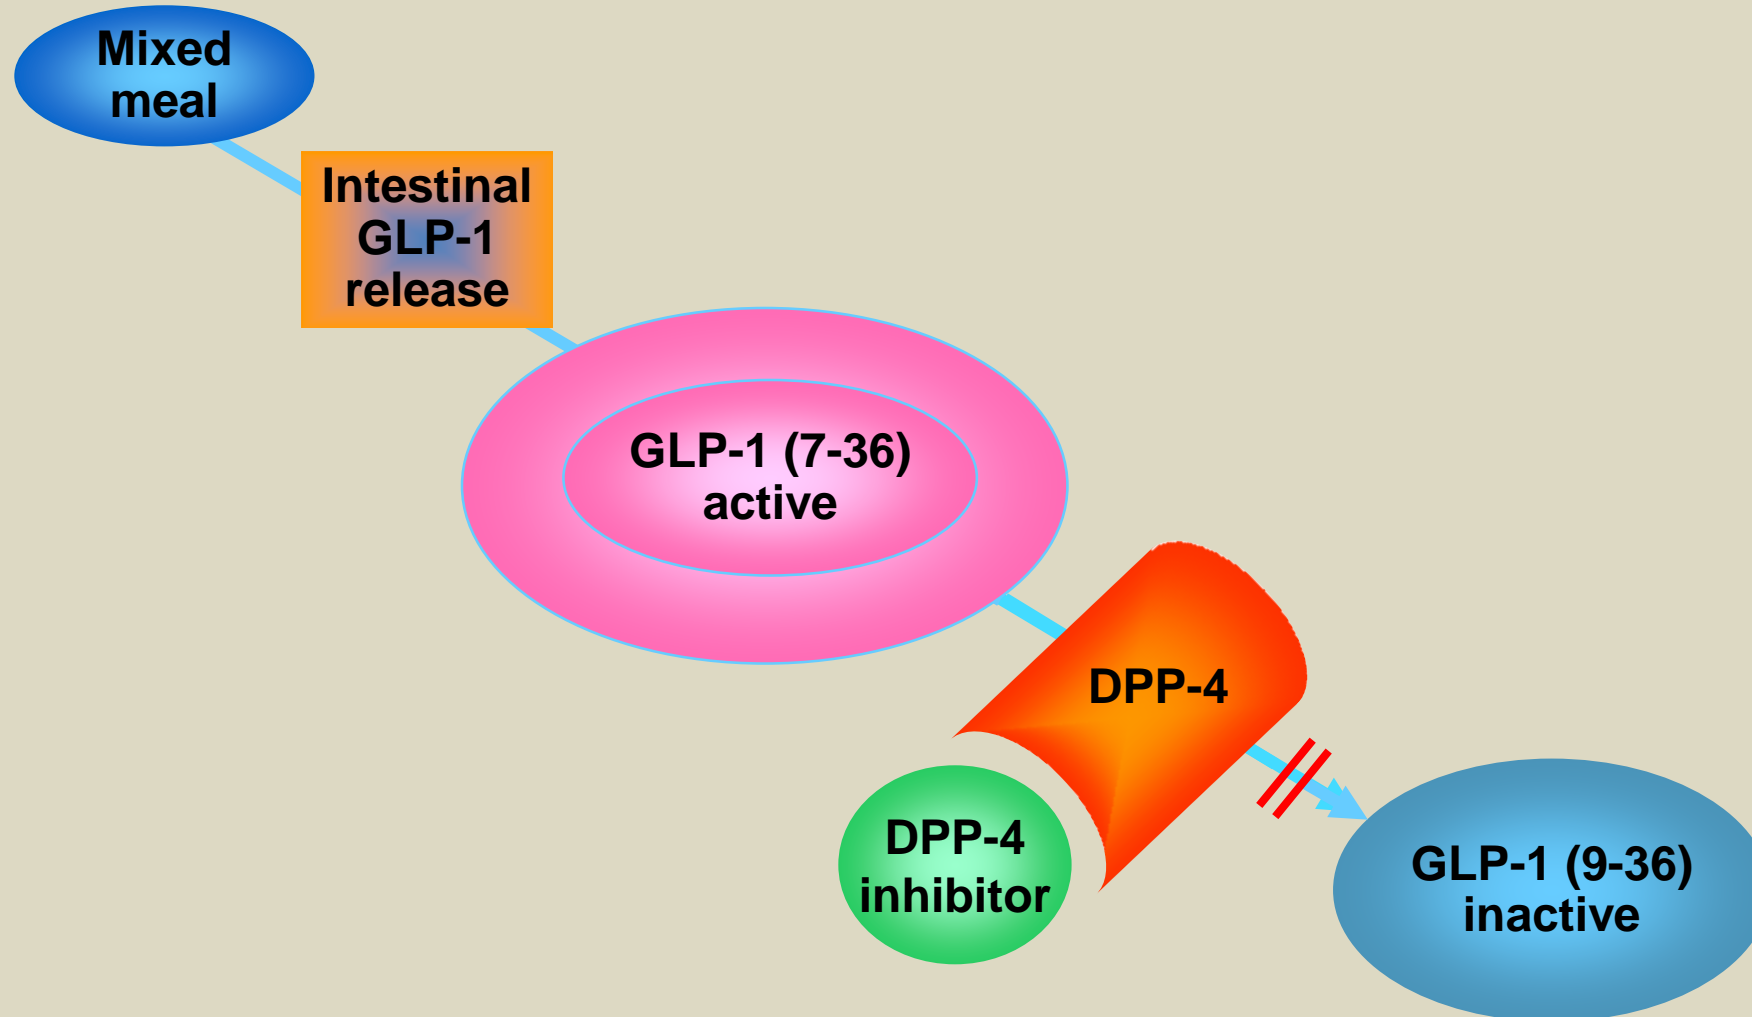 Mixed
meal
Intestinal
GLP-1
release
GLP-1 (7-36)
active
DPP-4
DPP-4
inhibitor
GLP-1 (9-36)
inactive